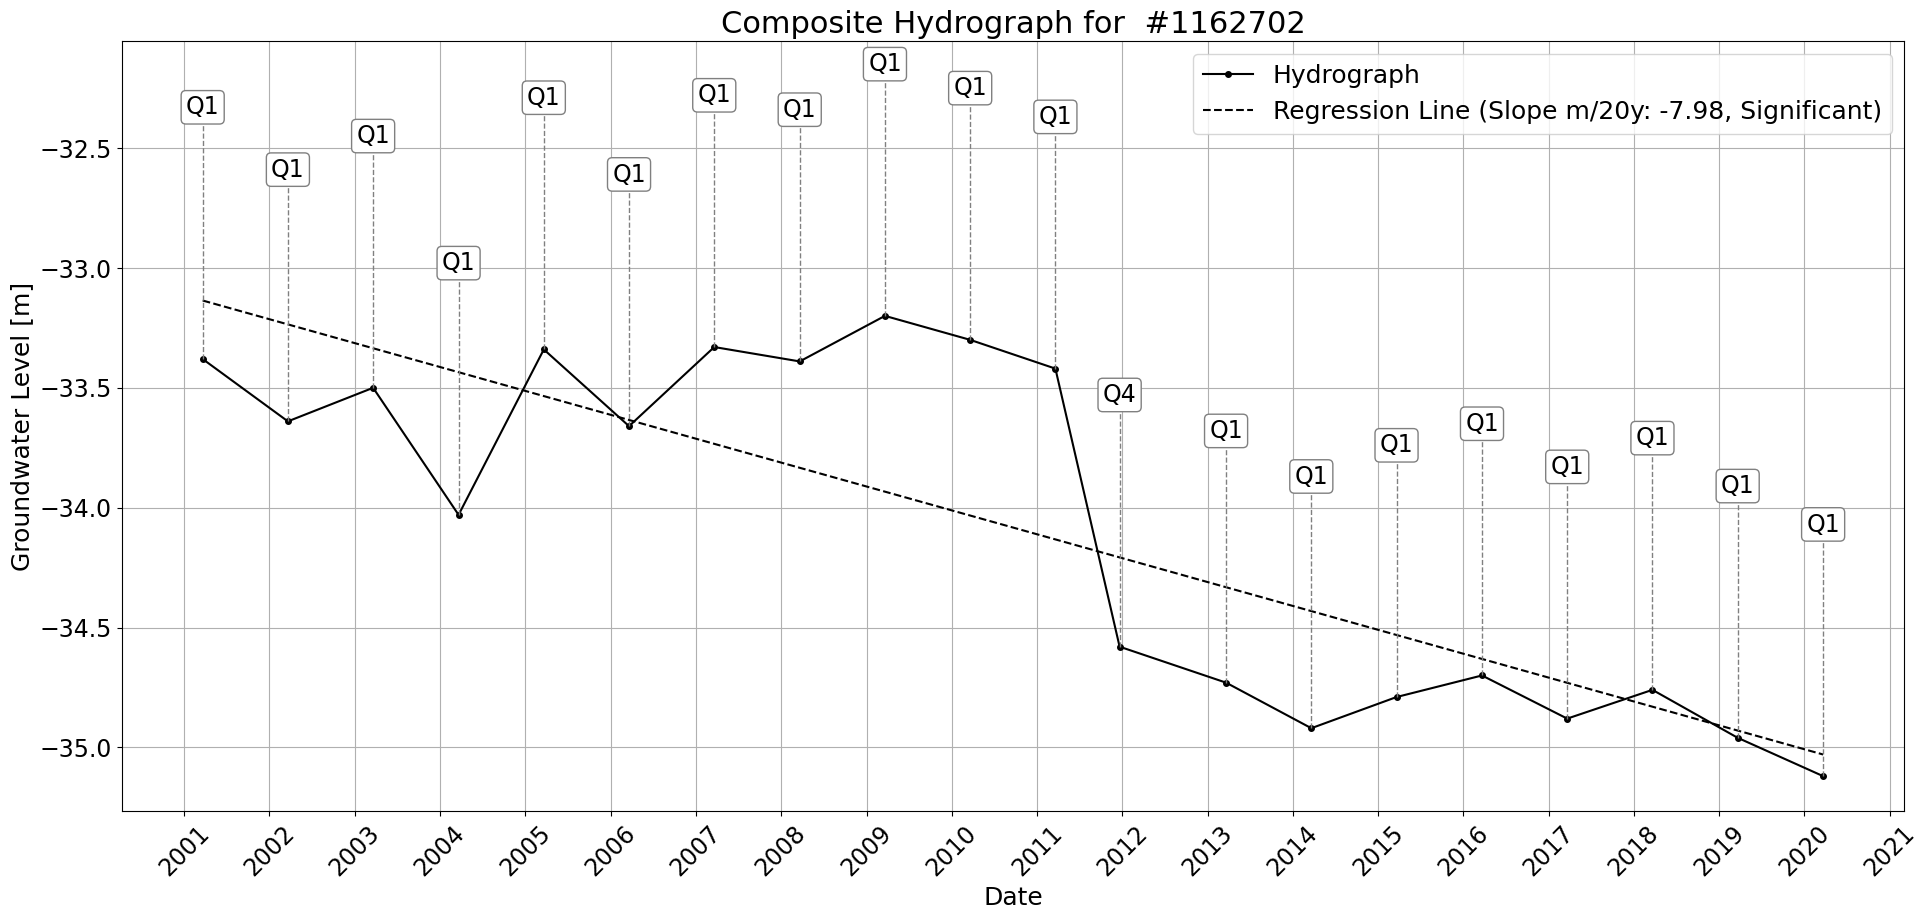 Composite Hydrograph for  #1162702
Hydrograph
Regression Line (Slope m/20y: -7.98, Significant)
Q1
Q1
Q1
Q1
Q1
Q1
Q1
Q1
Q1
Q1
Q1
Q4
Q1
Q1
Q1
Q1
Q1
Q1
Q1
Q1
Groundwater Level [m]
−32.5
−33.0
−33.5
−34.0
−34.5
−35.0
2001
2002
2003
2004
2005
2006
2007
2008
2009
2010
2011
2012
2013
2014
2015
2016
2017
2018
2019
2020
2021
Date